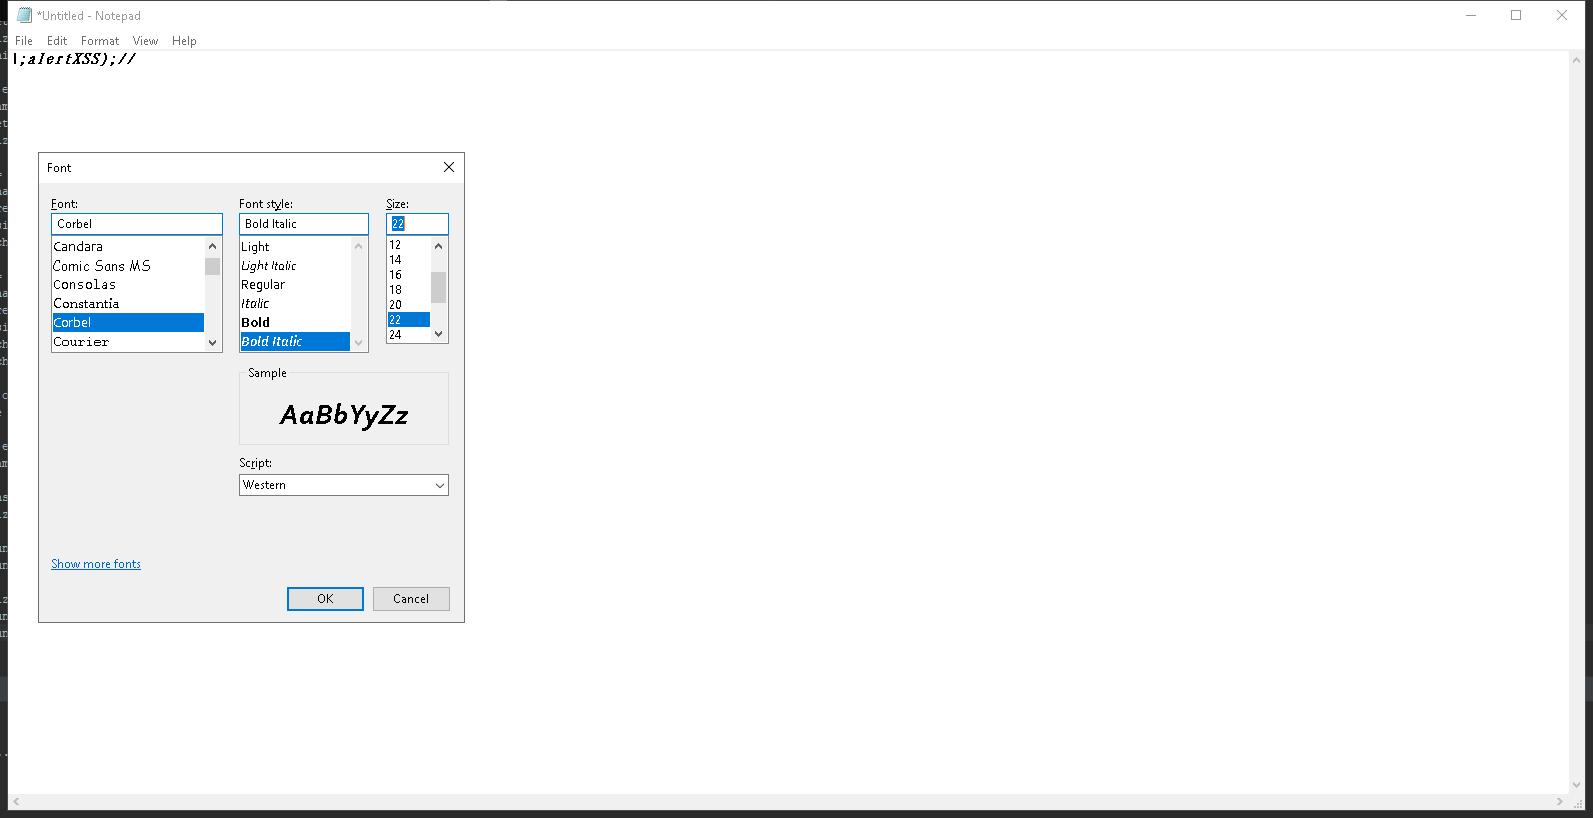 *Untitled - Notepad
File Edit Format View Help
\;alertXSS);//
Font
Font: Font style: Size:
Corbel Bold Italic 22
Candara
Comic Sans MS
Consolas
Constantia
Corbel
Courier
Light
Light Italic
Regular
Italic
Bold
Bold Italic
12
14
16
18
20
22
24
Sample
AaBbYyZz
Script:
Western
Show more fonts
OK Cancel